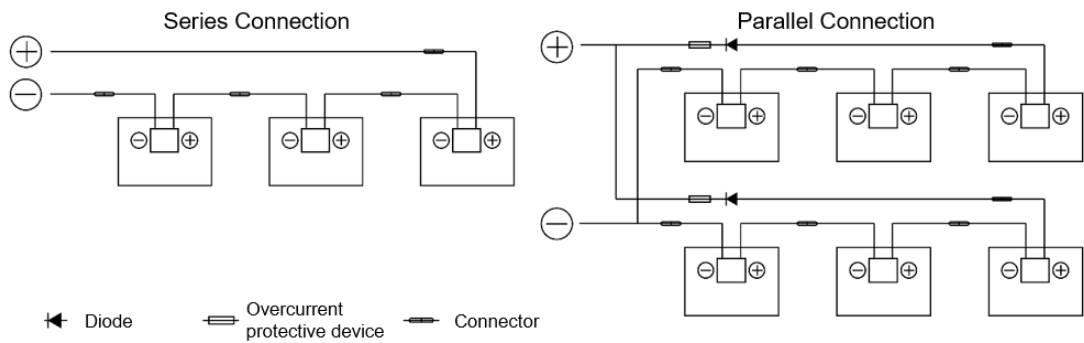 Series Connection
Parallel Connection
+
−
− + − + − +
+
− + − + − +
−
− + − + − +
Diode
Overcurrent
protective device
Connector